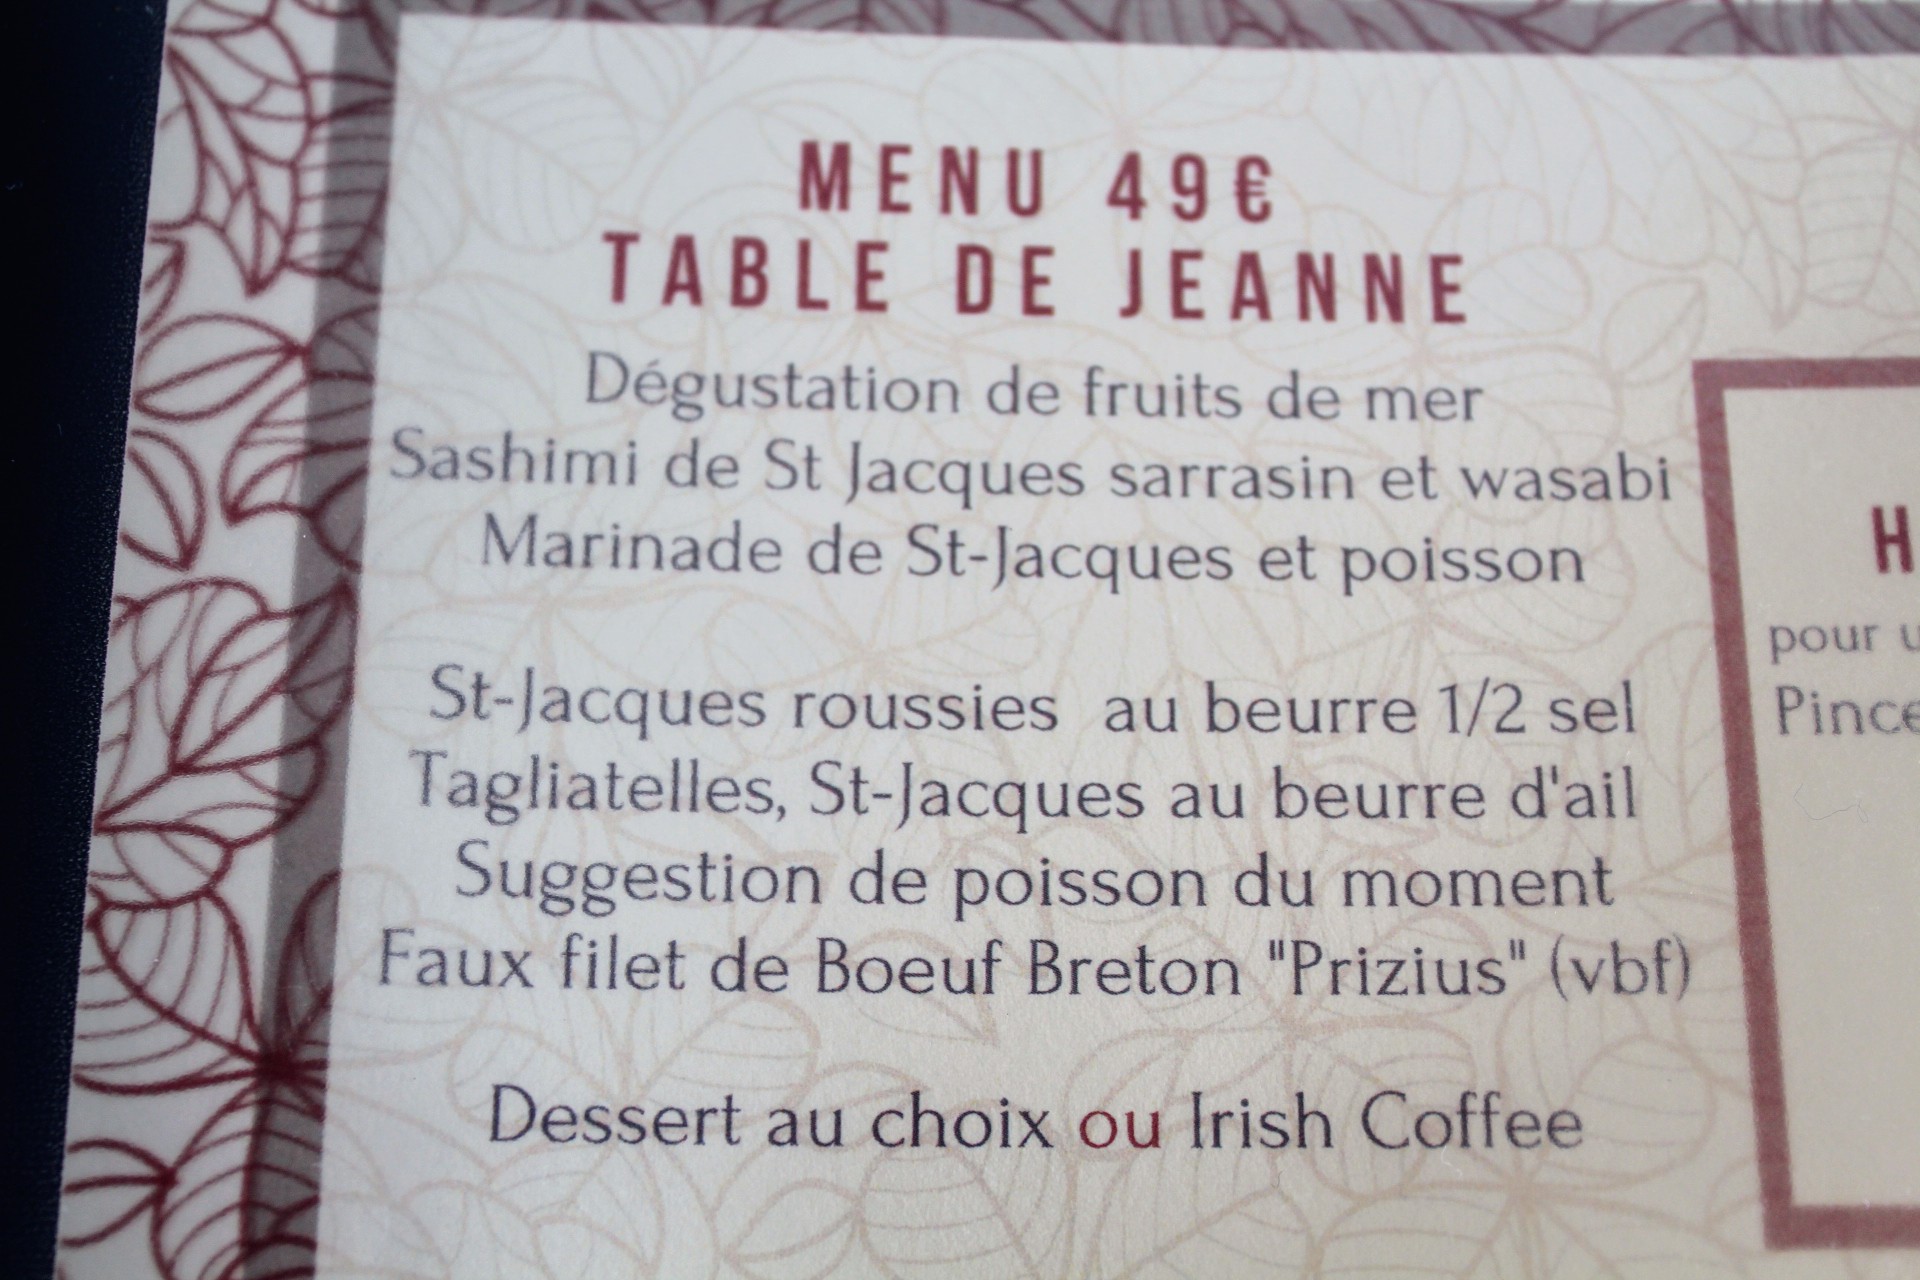 MENU 49€
TABLE DE JEANNE
Dégustation de fruits de mer
Sashimi de St Jacques sarrasin et wasabi
Marinade de St-Jacques et poisson
St-Jacques roussies au beurre 1/2 sel
Tagliatelles, St-Jacques au beurre d'ail
Suggestion de poisson du moment
Faux filet de Boeuf Breton "Prizius" (vbf)
Dessert au choix ou Irish Coffee
pour